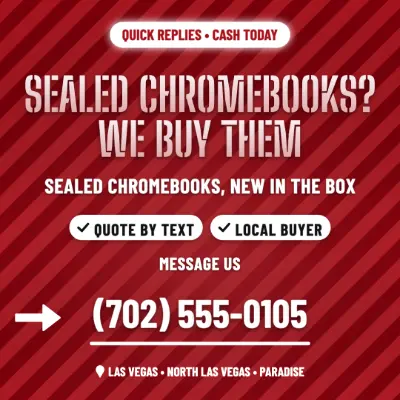 QUICK REPLIES • CASH TODAY
SEALED CHROMEBOOKS?
WE BUY THEM
SEALED CHROMEBOOKS, NEW IN THE BOX
✓ QUOTE BY TEXT ✓ LOCAL BUYER
MESSAGE US
(702) 555-0105
LAS VEGAS • NORTH LAS VEGAS • PARADISE